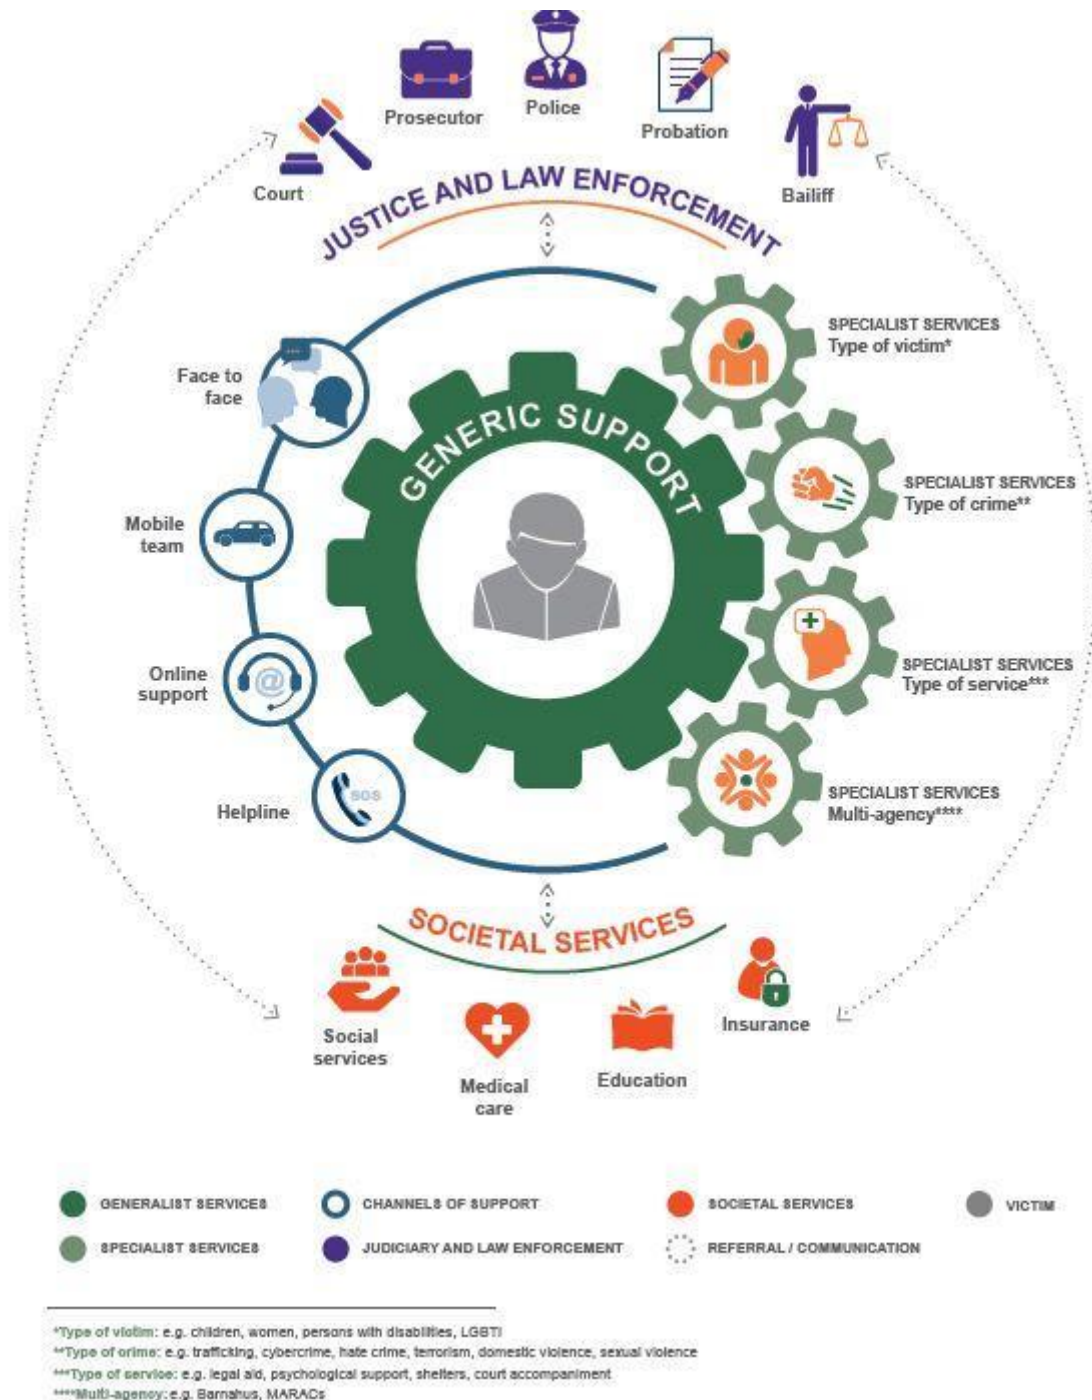 Police
Prosecutor
Probation
Court
Bailiff
JUSTICE AND LAW ENFORCEMENT
SPECIALIST SERVICES
Type of victim*
Face to
face
GENERIC SUPPORT
SPECIALIST SERVICES
Type of crime**
Mobile
team
SPECIALIST SERVICES
Type of service***
Online
support
@
SPECIALIST SERVICES
Multi-agency****
Helpline
SOS
SOCIETAL SERVICES
Social
services
Medical
care
Education
Insurance
GENERALIST SERVICES
CHANNELS OF SUPPORT
SOCIETAL SERVICES
VICTIM
SPECIALIST SERVICES
JUDICIARY AND LAW ENFORCEMENT
REFERRAL / COMMUNICATION
*Type of victim: e.g. children, women, persons with disabilities, LGBTI
**Type of crime: e.g. trafficking, cybercrime, hate crime, terrorism, domestic violence, sexual violence
***Type of service: e.g. legal aid, psychological support, shelters, court accompaniment
****Multi-agency: e.g. Barnahus, MARACs